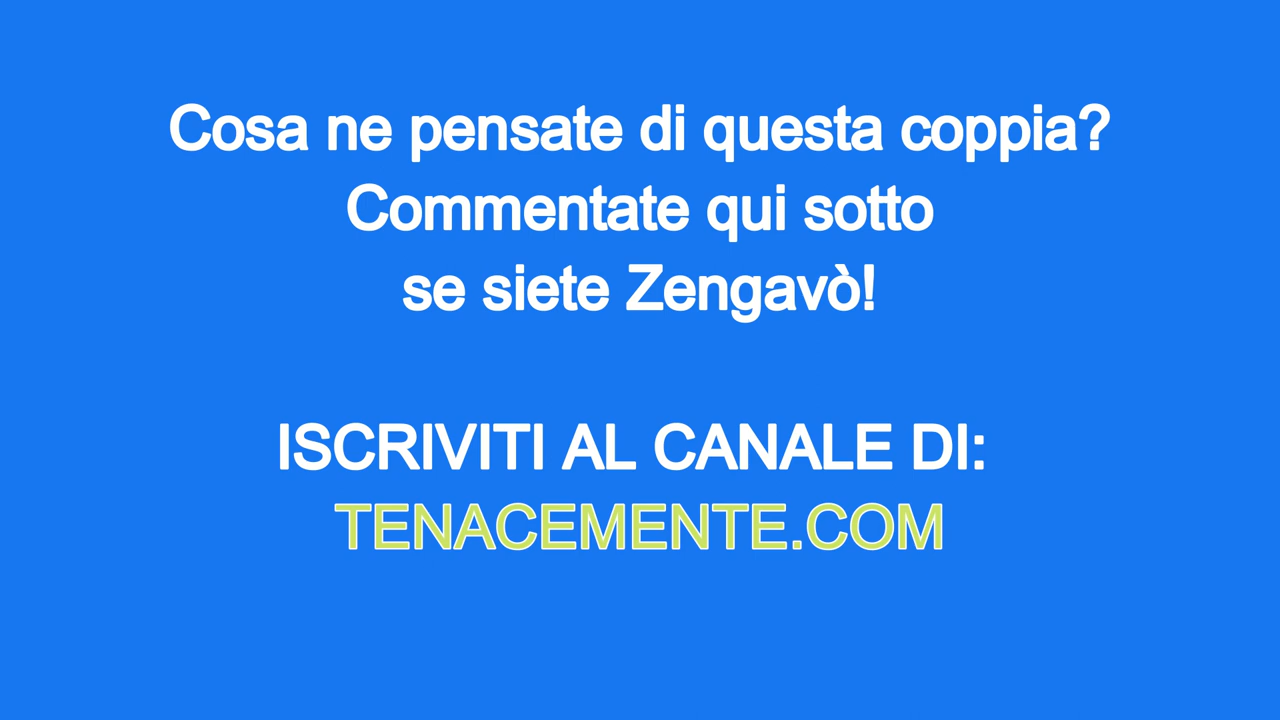 Cosa ne pensate di questa coppia?
Commentate qui sotto
se siete Zengavò!
ISCRIVITI AL CANALE DI:
TENACEMENTE.COM